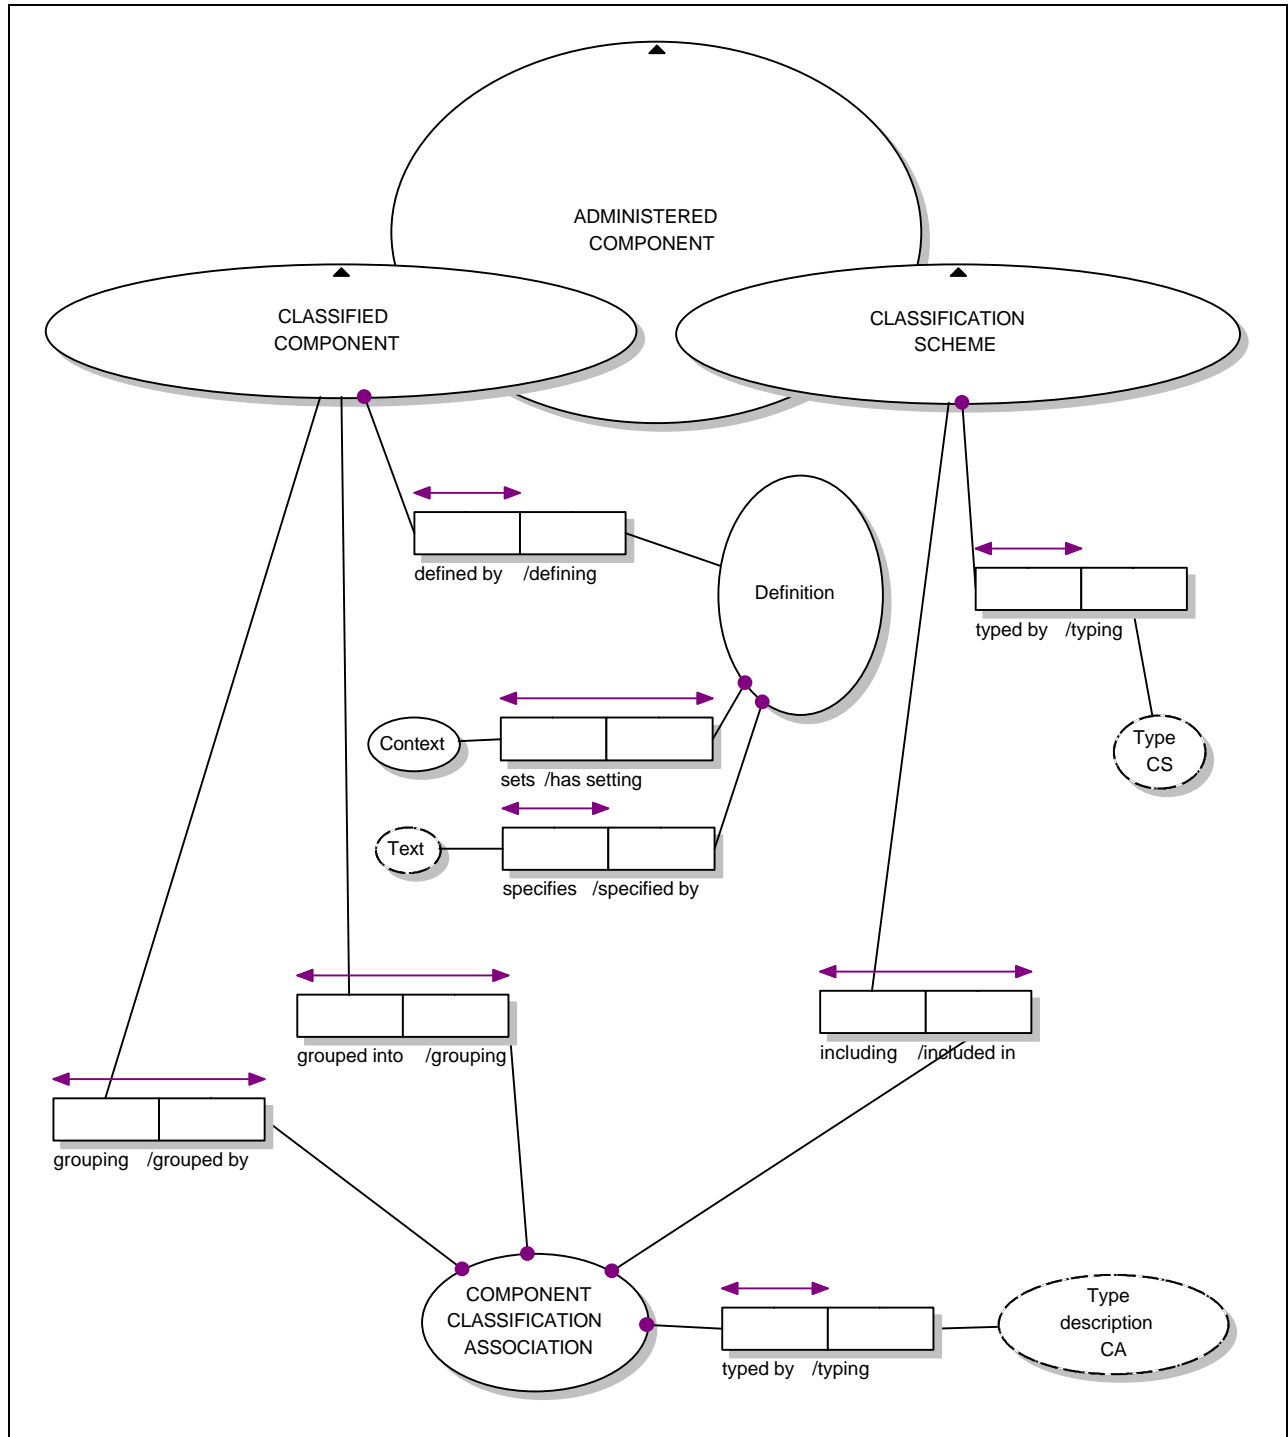 ADMINISTERED
COMPONENT
CLASSIFIED
COMPONENT
CLASSIFICATION
SCHEME
defined by /defining
Definition
typed by /typing
Type
CS
Context
sets /has setting
Text
specifies /specified by
grouped into /grouping
including /included in
grouping /grouped by
COMPONENT
CLASSIFICATION
ASSOCIATION
typed by /typing
Type
description
CA